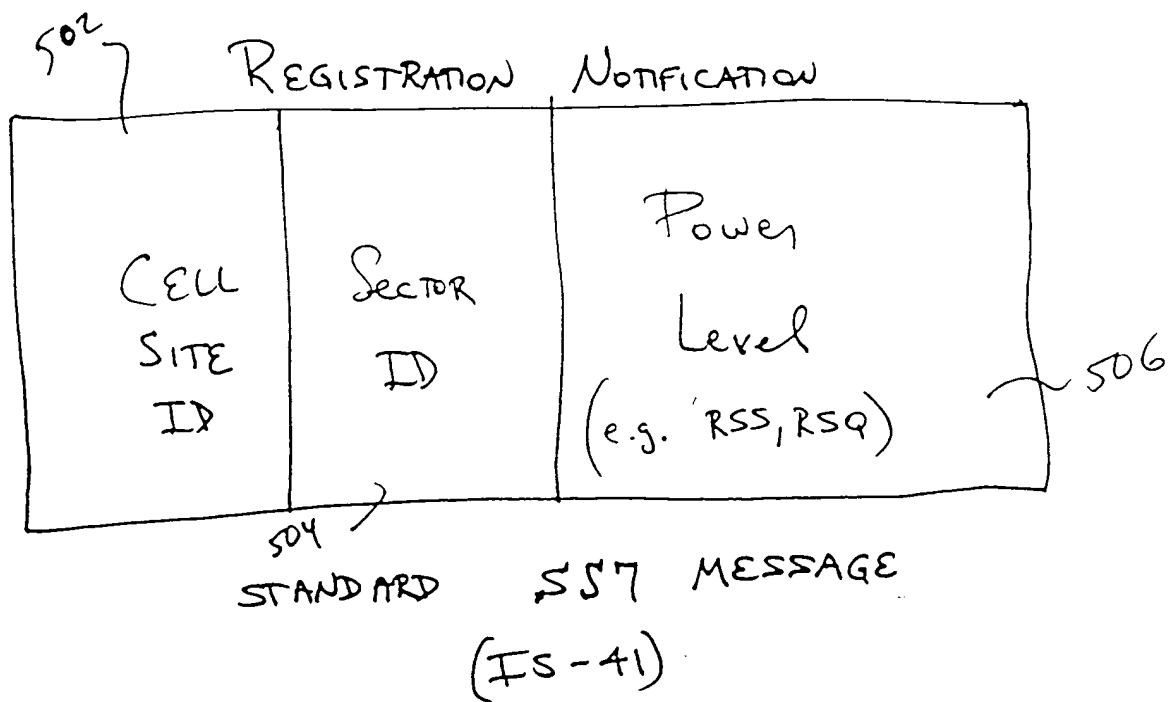 502
REGISTRATION NOTIFICATION
CELL
SITE
ID
SECTOR
ID
Power
Level
(e.g. RSS, RSQ)
506
504
STANDARD SS7 MESSAGE
(IS-41)